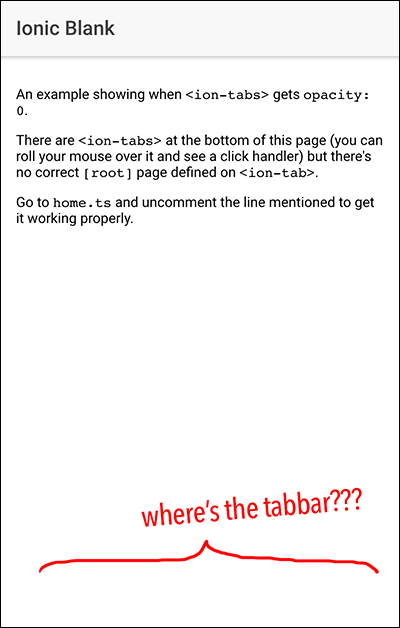 Ionic Blank
An example showing when <ion-tabs> gets opacity:
0.
There are <ion-tabs> at the bottom of this page (you can
roll your mouse over it and see a click handler) but there's
no correct [root] page defined on <ion-tab>.
Go to home.ts and uncomment the line mentioned to get
it working properly.
where's the tabbar???